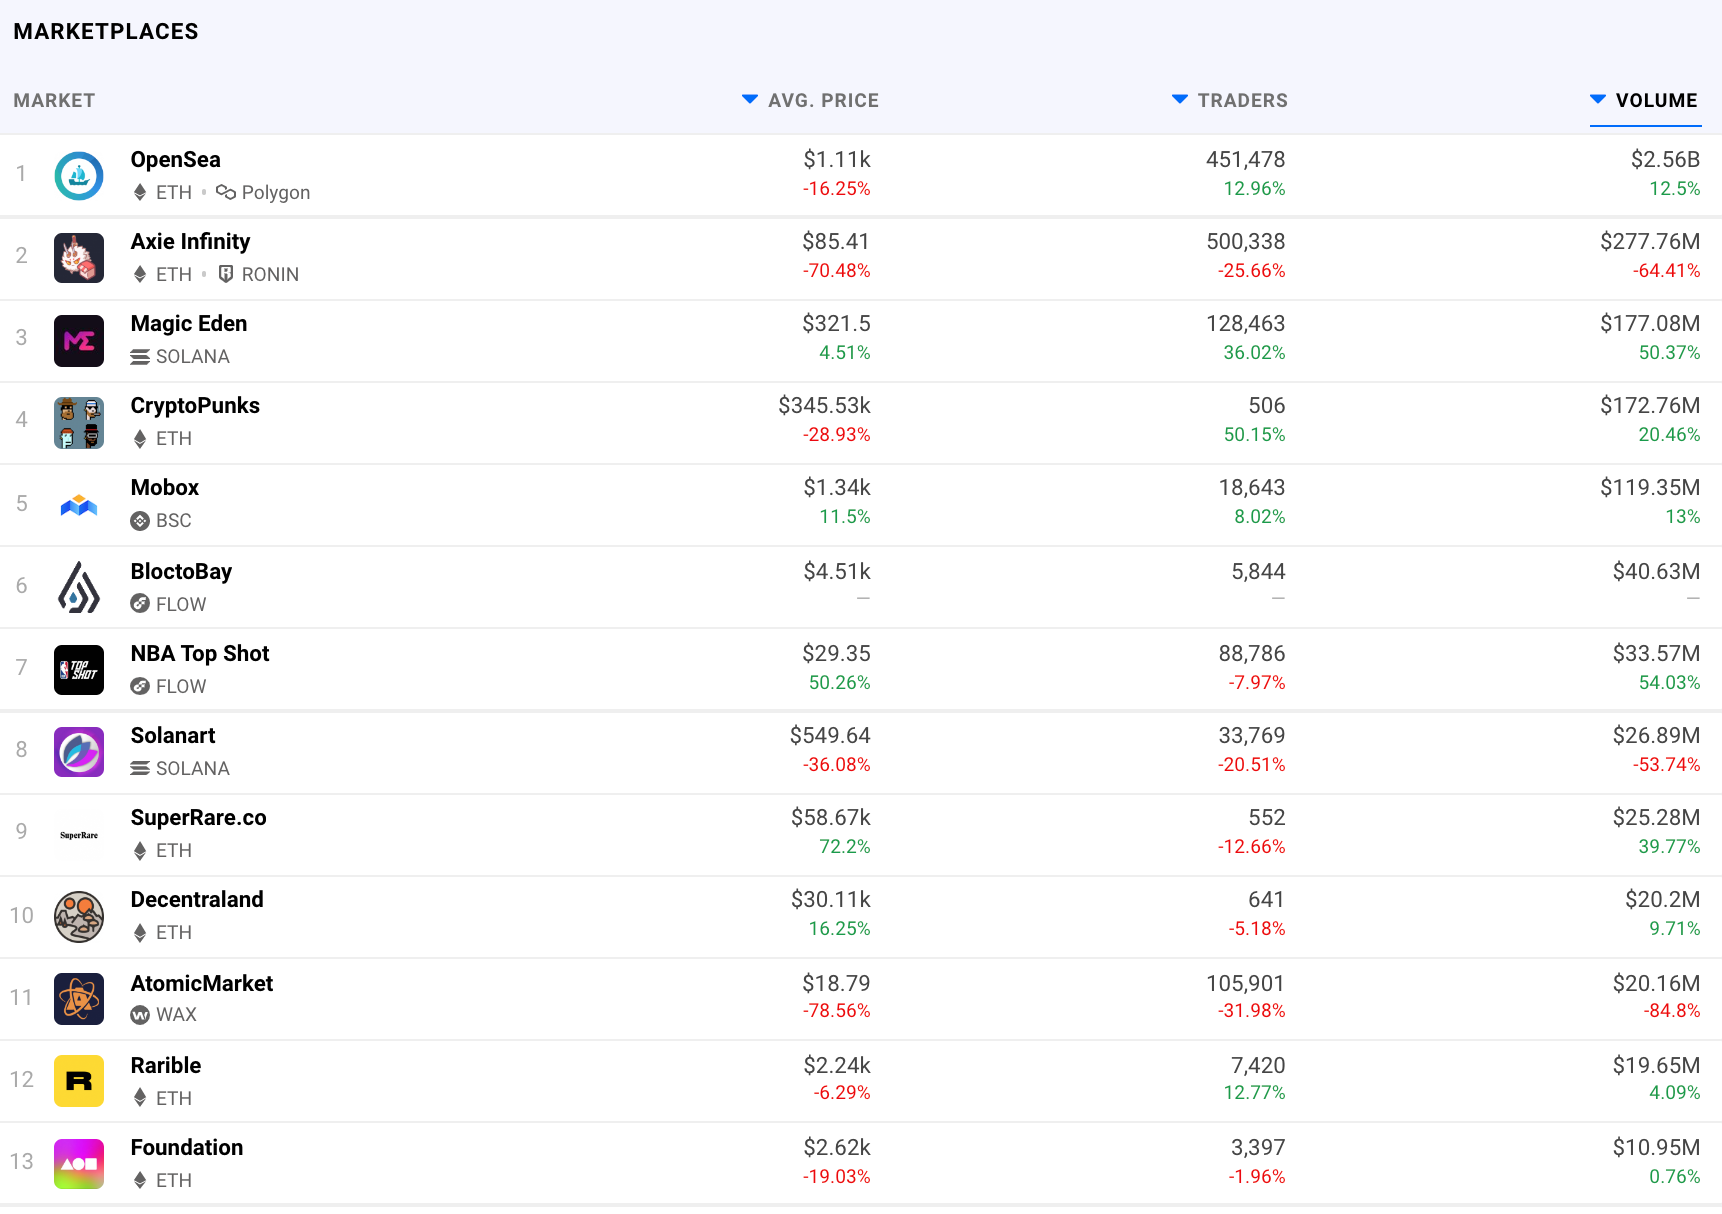 MARKETPLACES
MARKET AVG. PRICE TRADERS VOLUME
1 OpenSea $1.11k 451,478 $2.56B
ETH • Polygon -16.25% 12.96% 12.5%
2 Axie Infinity $85.41 500,338 $277.76M
ETH • RONIN -70.48% -25.66% -64.41%
3 Magic Eden $321.5 128,463 $177.08M
ME SOLANA 4.51% 36.02% 50.37%
4 CryptoPunks $345.53k 506 $172.76M
ETH -28.93% 50.15% 20.46%
5 Mobox $1.34k 18,643 $119.35M
BSC 11.5% 8.02% 13%
6 BloctoBay $4.51k 5,844 $40.63M
FLOW — — —
7 NBA Top Shot $29.35 88,786 $33.57M
TOP SHOT FLOW 50.26% -7.97% 54.03%
8 Solanart $549.64 33,769 $26.89M
SOLANA -36.08% -20.51% -53.74%
9 SuperRare.co $58.67k 552 $25.28M
SuperRare ETH 72.2% -12.66% 39.77%
10 Decentraland $30.11k 641 $20.2M
ETH 16.25% -5.18% 9.71%
11 AtomicMarket $18.79 105,901 $20.16M
WAX -78.56% -31.98% -84.8%
12 Rarible $2.24k 7,420 $19.65M
R ETH -6.29% 12.77% 4.09%
13 Foundation $2.62k 3,397 $10.95M
ETH -19.03% -1.96% 0.76%